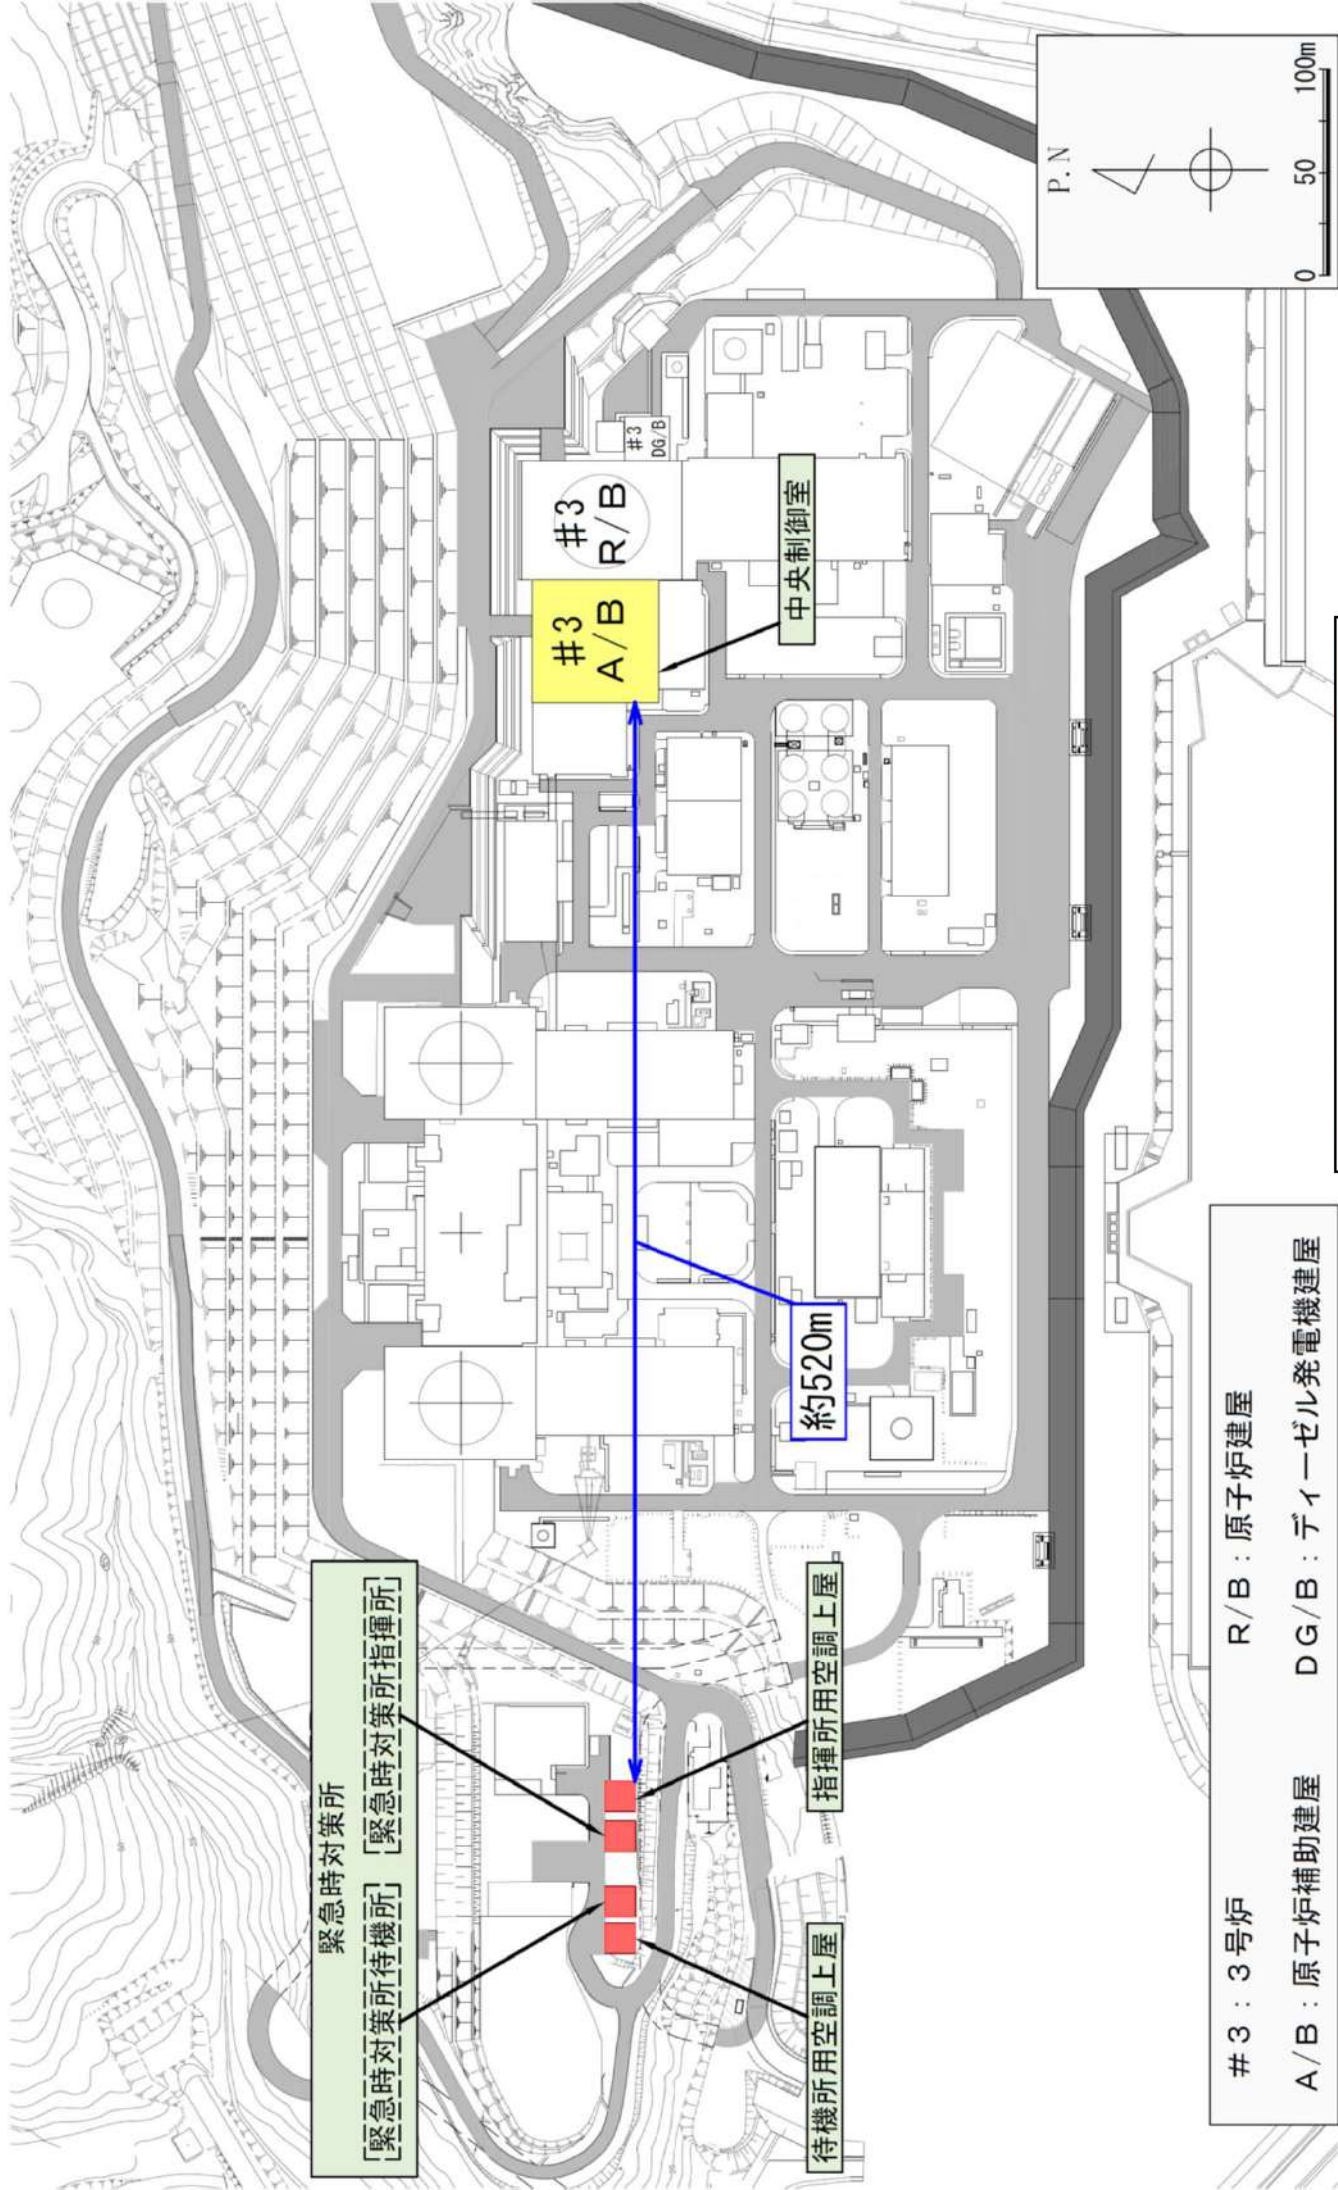 緊急時対策所
[緊急時対策所待機所] [緊急時対策所指揮所]
待機所用空調上屋
指揮所用空調上屋
約520m
#3
A/B
#3
R/B
#3
DG/B
中央制御室
P.N
0 50 100m
#3：3号炉 R/B：原子炉建屋
A/B：原子炉補助建屋 DG/B：ディーゼル発電機建屋